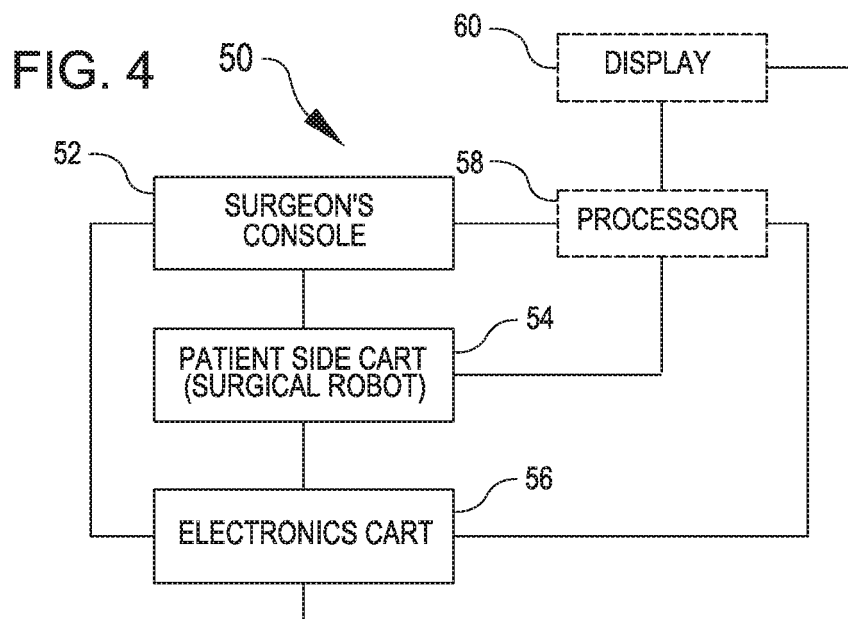 FIG. 4
50
60
DISPLAY
52
SURGEON'S
CONSOLE
58
PROCESSOR
54
PATIENT SIDE CART
(SURGICAL ROBOT)
56
ELECTRONICS CART